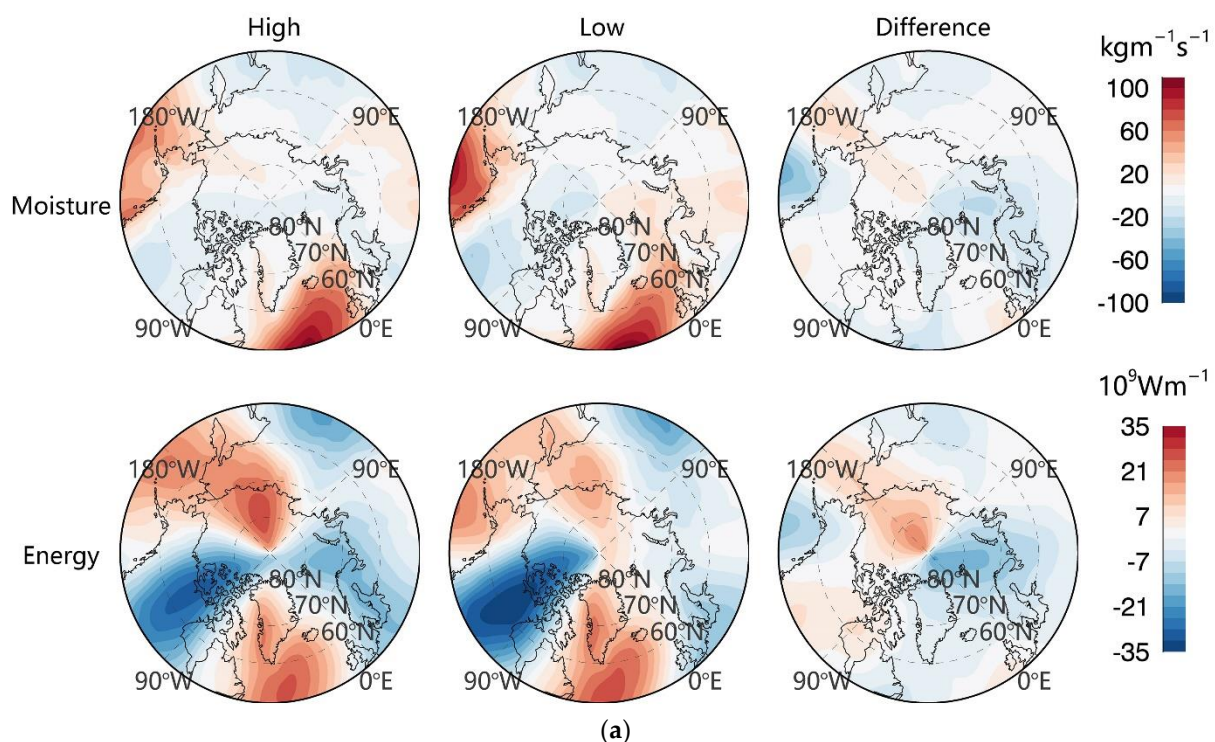 High Low Difference
kgm⁻¹s⁻¹
Moisture
180°W 90°E 80°N 70°N 60°N 90°W 0°E
180°W 90°E 80°N 70°N 60°N 90°W 0°E
180°W 90°E 80°N 70°N 60°N 90°W 0°E
100
60
20
-20
-60
-100
10⁹Wm⁻¹
Energy
180°W 90°E 80°N 70°N 60°N 90°W 0°E
180°W 90°E 80°N 70°N 60°N 90°W 0°E
180°W 90°E 80°N 70°N 60°N 90°W 0°E
35
21
7
-7
-21
-35
(a)